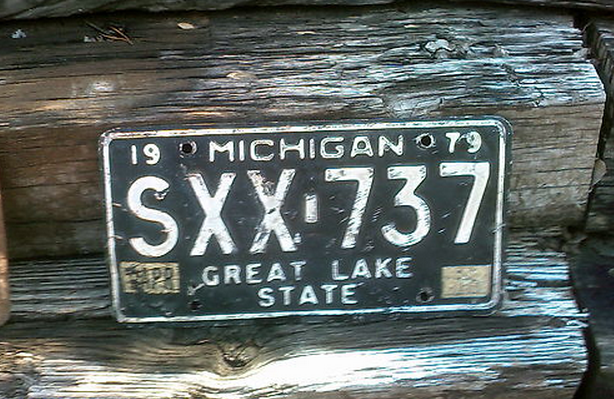 19 MICHIGAN 79
SXX·737
GREAT LAKE
STATE